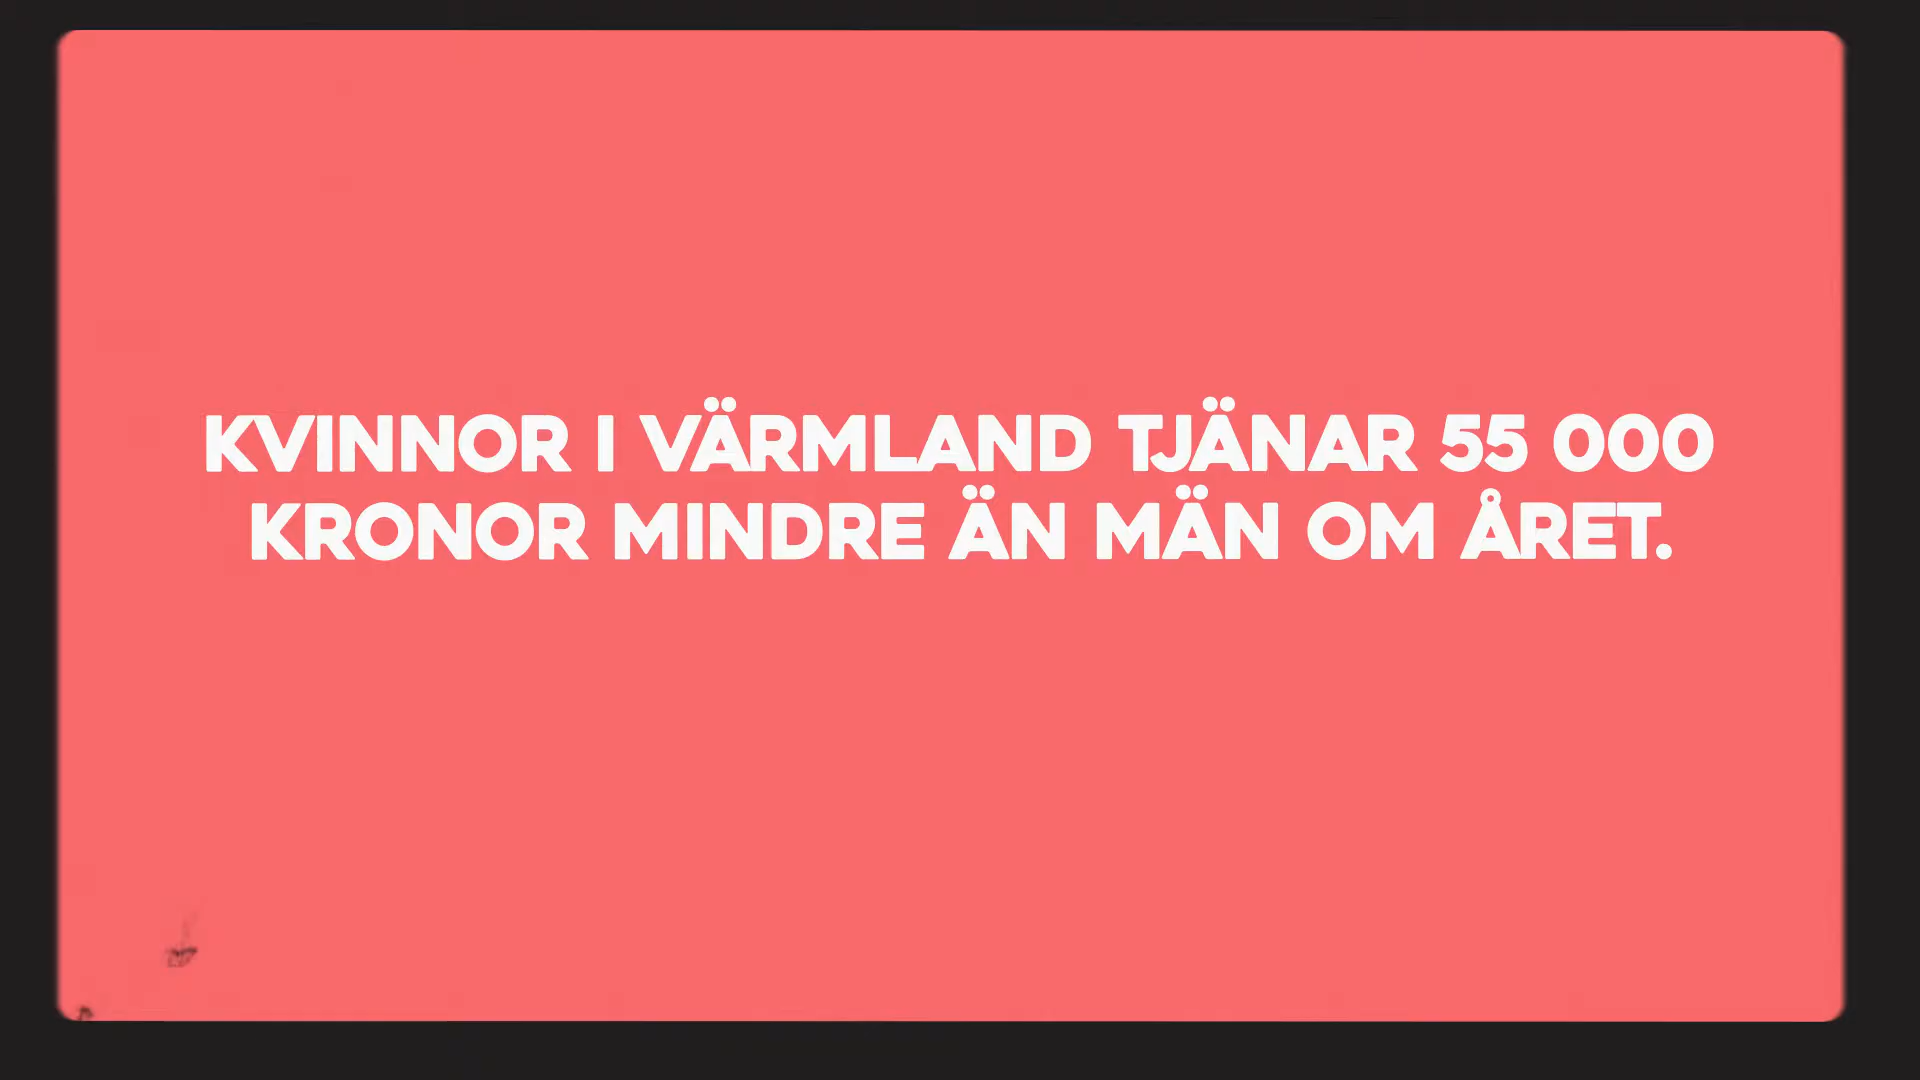 KVINNOR I VÄRMLAND TJÄNAR 55 000
KRONOR MINDRE ÄN MÄN OM ÅRET.